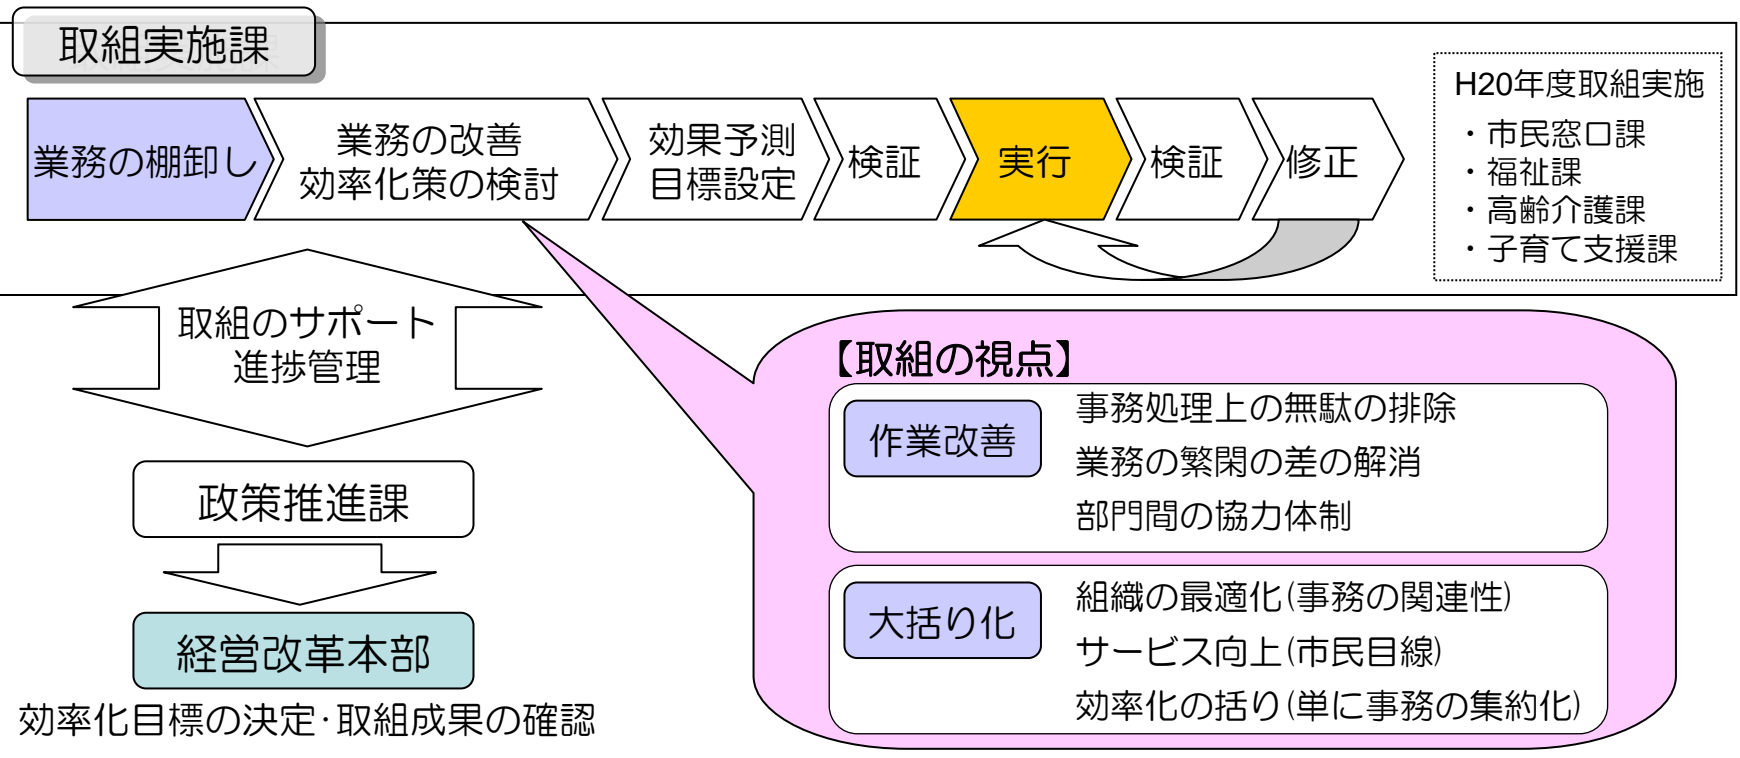 取組実施課
業務の棚卸し
業務の改善
効率化策の検討
効果予測
目標設定
検証
実行
検証
修正
H20年度取組実施
・市民窓口課
・福祉課
・高齢介護課
・子育て支援課
取組のサポート
進捗管理
政策推進課
経営改革本部
効率化目標の決定・取組成果の確認
【取組の視点】
作業改善
事務処理上の無駄の排除
業務の繁閑の差の解消
部門間の協力体制
大括り化
組織の最適化(事務の関連性)
サービス向上(市民目線)
効率化の括り(単に事務の集約化)